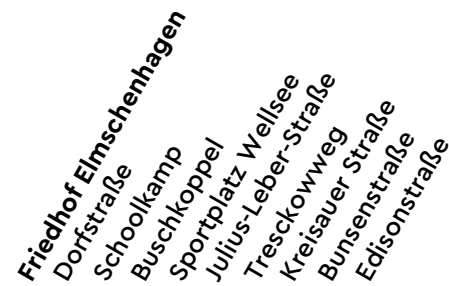 Friedhof Elmschenhagen
Dorfstraße
Schoolkamp
Buschkoppel
Sportplatz Wellsee
Julius-Leber-Straße
Tresckowweg
Kreisauer Straße
Bunsenstraße
Edisonstraße